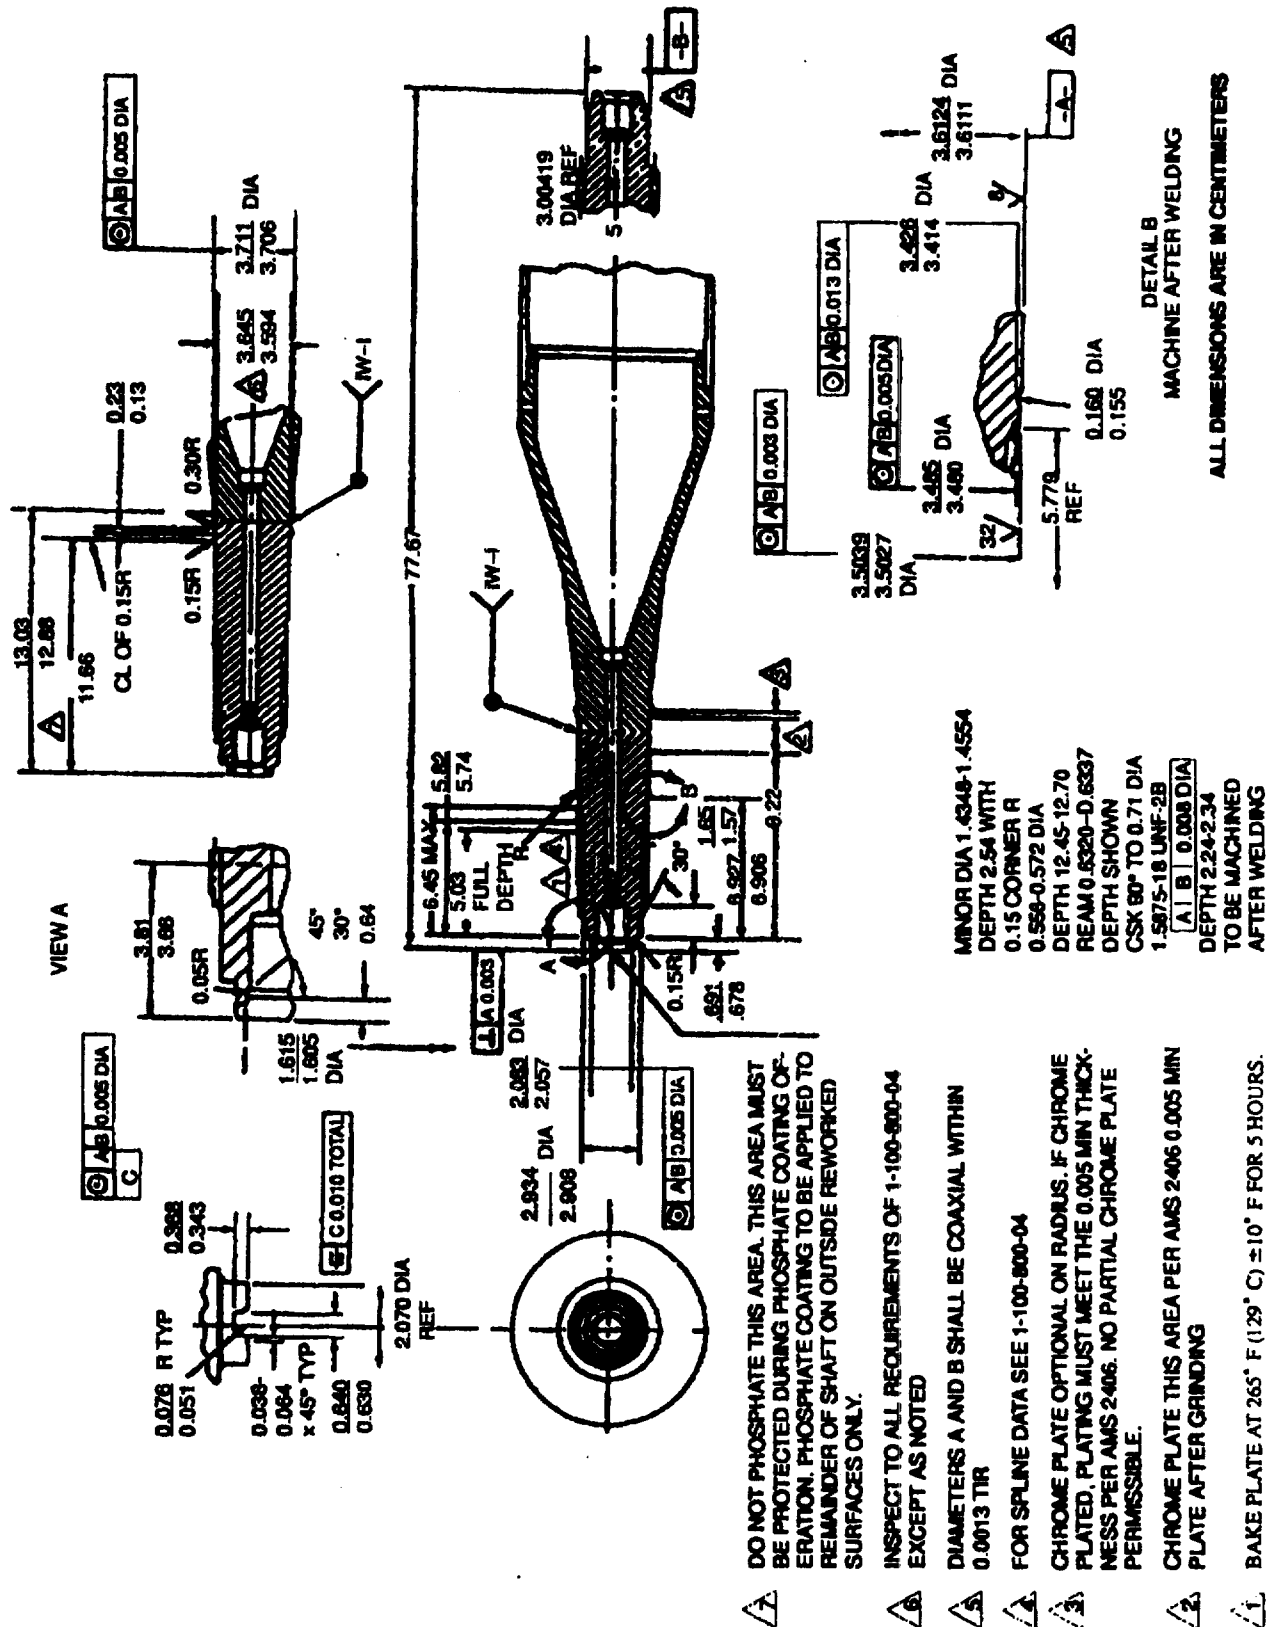 VIEW A
13.03
12.88
11.66
CL OF 0.15R
0.15R
0.30R
0.23
0.13
3.645
3.594
3.711
3.706
DIA
A B 0.005 DIA
IW-I
3.81
3.66
0.05R
45°
30°
0.64
1.615
1.605
DIA
A B 0.005 DIA
C
0.368
0.343
0.076
0.051
R TYP
0.038-
0.064
× 45° TYP
0.640
0.630
C 0.010 TOTAL
2.070 DIA
REF
77.67
A 0.003
6.45 MAX
5.82
5.74
5.03
FULL
DEPTH
R
A
B
IW-I
3.00419
DIA REF
5
-B-
5
2.083
2.057
DIA
2.934
2.908
DIA
A B 0.005 DIA
0.15R
.691
.678
30°
1.65
1.57
6.927
6.906
2
3
MINOR DIA 1.4348-1.4554
DEPTH 2.54 WITH
0.15 CORNER R
0.558-0.572 DIA
DEPTH 12.45-12.70
REAM 0.6320-0.6337
DEPTH SHOWN
CSK 90° TO 0.71 DIA
1.5875-18 UNF-2B
A B 0.008 DIA
DEPTH 2.24-2.34
TO BE MACHINED
AFTER WELDING
A B 0.003 DIA
A B 0.005 DIA
A B 0.013 DIA
3.5039
3.5027
DIA
3.485
3.480
DIA
3.426
3.414
DIA
3.6124
3.6111
DIA
-A-
5
32
8
5.779
REF
0.160
0.155
DIA
DETAIL B
MACHINE AFTER WELDING
ALL DIMENSIONS ARE IN CENTIMETERS
7 DO NOT PHOSPHATE THIS AREA. THIS AREA MUST
BE PROTECTED DURING PHOSPHATE COATING OP-
ERATION. PHOSPHATE COATING TO BE APPLIED TO
REMAINDER OF SHAFT ON OUTSIDE REWORKED
SURFACES ONLY.
6 INSPECT TO ALL REQUIREMENTS OF 1-100-800-04
EXCEPT AS NOTED
5 DIAMETERS A AND B SHALL BE COAXIAL WITHIN
0.0013 TIR
4 FOR SPLINE DATA SEE 1-100-800-04
3 CHROME PLATE OPTIONAL ON RADIUS. IF CHROME
PLATED, PLATING MUST MEET THE 0.005 MIN THICK-
NESS PER AMS 2406. NO PARTIAL CHROME PLATE
PERMISSIBLE.
2 CHROME PLATE THIS AREA PER AMS 2406 0.005 MIN
PLATE AFTER GRINDING
1 BAKE PLATE AT 265° F (129° C) ±10° F FOR 5 HOURS.